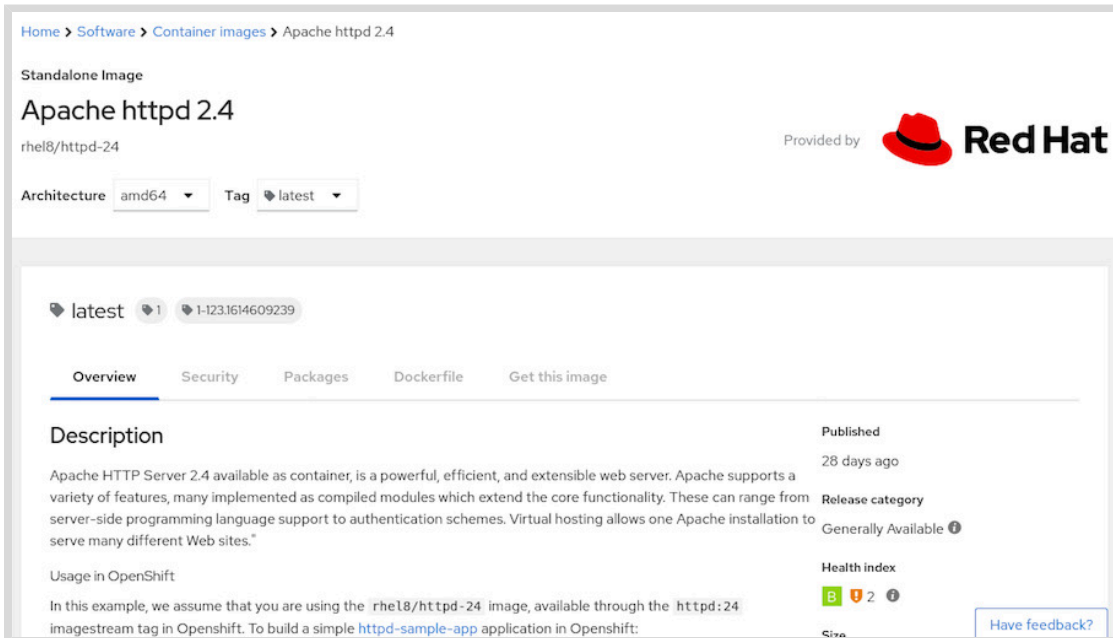 Home > Software > Container images > Apache httpd 2.4
Standalone Image
Apache httpd 2.4
rhel8/httpd-24
Provided by
Red Hat
Architecture amd64 Tag latest
latest 1 1-123.1614609239
Overview Security Packages Dockerfile Get this image
Description
Apache HTTP Server 2.4 available as container, is a powerful, efficient, and extensible web server. Apache supports a
variety of features, many implemented as compiled modules which extend the core functionality. These can range from
server-side programming language support to authentication schemes. Virtual hosting allows one Apache installation to
serve many different Web sites."
Usage in OpenShift
In this example, we assume that you are using the rhel8/httpd-24 image, available through the httpd:24
imagestream tag in Openshift. To build a simple httpd-sample-app application in Openshift:
Published
28 days ago
Release category
Generally Available
Health index
B 2
Size
Have feedback?